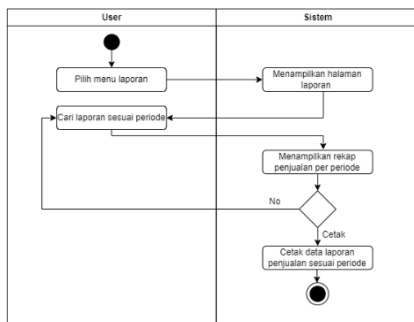 User
Sistem
Pilih menu laporan
Menampilkan halaman
laporan
Cari laporan sesuai periode
Menampilkan rekap
penjualan per periode
No
Cetak
Cetak data laporan
penjualan sesuai periode